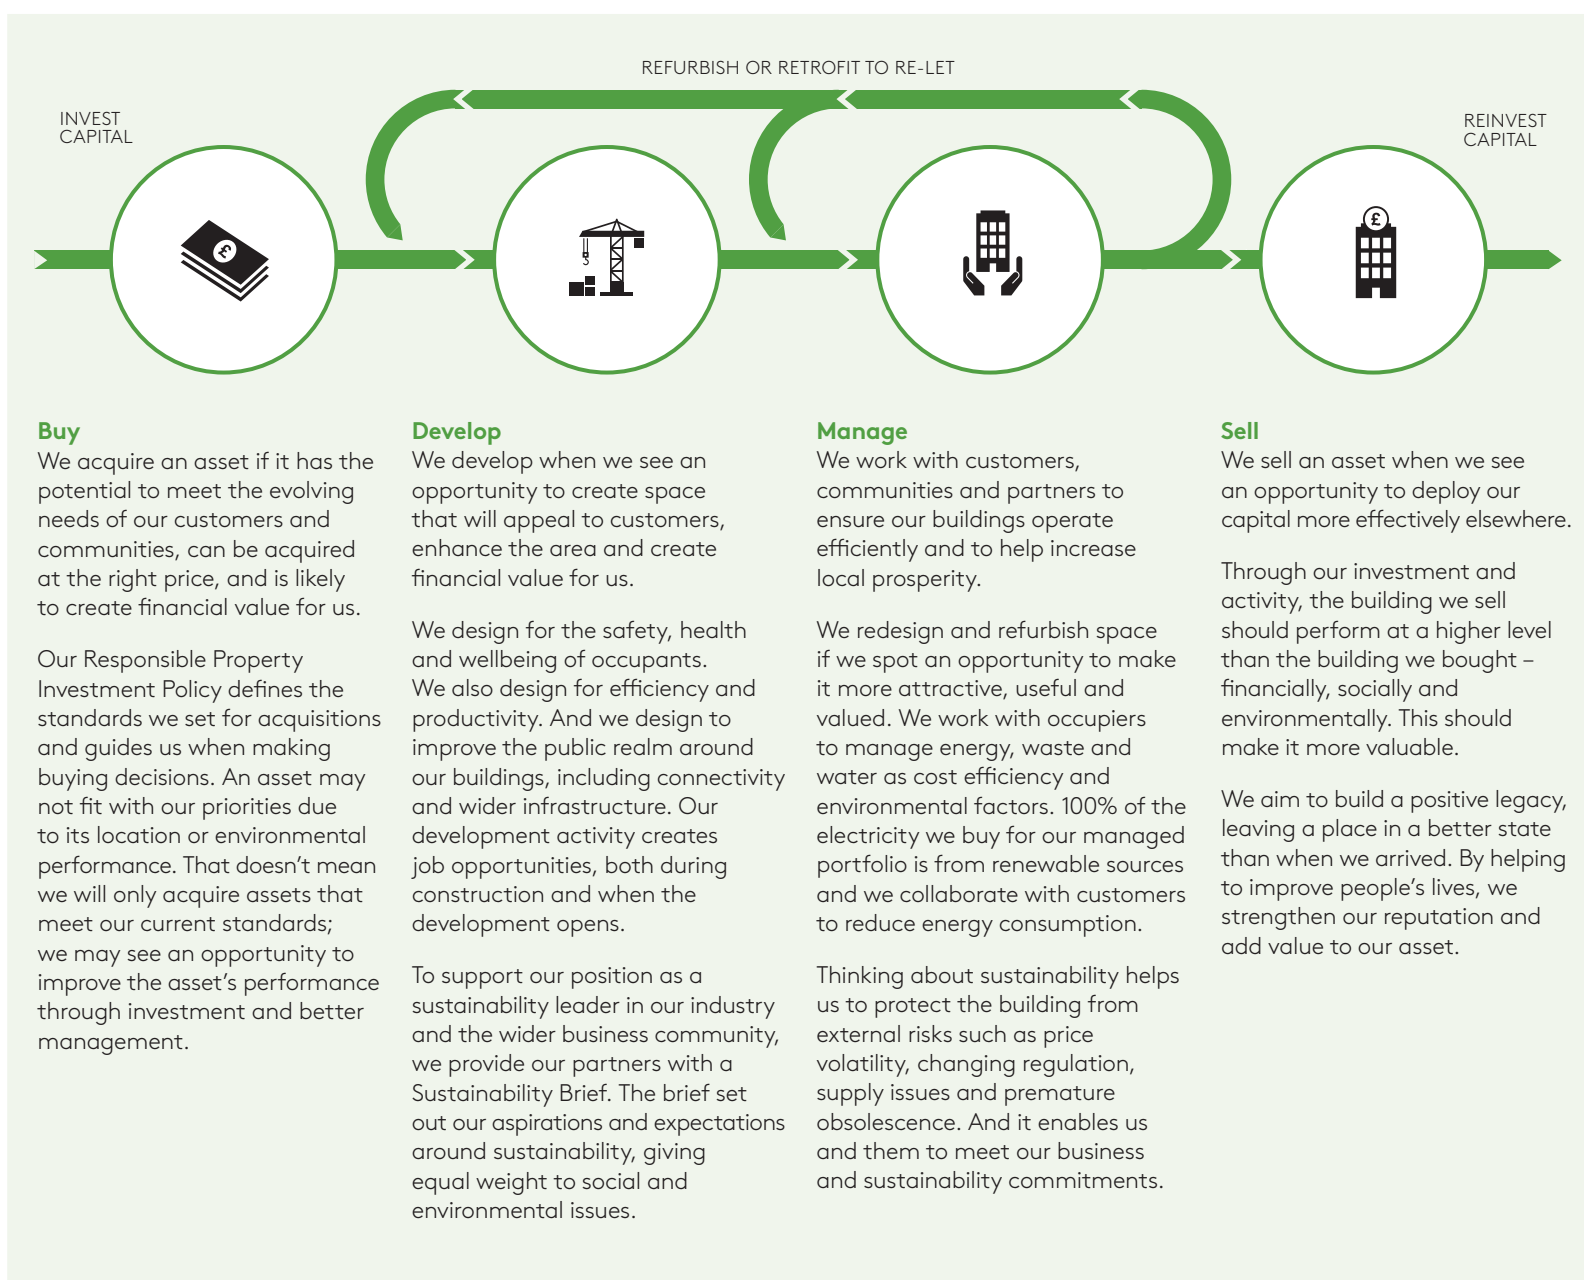 REFURBISH OR RETROFIT TO RE-LET
INVEST
CAPITAL
REINVEST
CAPITAL
£
£
Buy
We acquire an asset if it has the
potential to meet the evolving
needs of our customers and
communities, can be acquired
at the right price, and is likely
to create financial value for us.
Our Responsible Property
Investment Policy defines the
standards we set for acquisitions
and guides us when making
buying decisions. An asset may
not fit with our priorities due
to its location or environmental
performance. That doesn’t mean
we will only acquire assets that
meet our current standards;
we may see an opportunity to
improve the asset’s performance
through investment and better
management.
Develop
We develop when we see an
opportunity to create space
that will appeal to customers,
enhance the area and create
financial value for us.
We design for the safety, health
and wellbeing of occupants.
We also design for efficiency and
productivity. And we design to
improve the public realm around
our buildings, including connectivity
and wider infrastructure. Our
development activity creates
job opportunities, both during
construction and when the
development opens.
To support our position as a
sustainability leader in our industry
and the wider business community,
we provide our partners with a
Sustainability Brief. The brief set
out our aspirations and expectations
around sustainability, giving
equal weight to social and
environmental issues.
Manage
We work with customers,
communities and partners to
ensure our buildings operate
efficiently and to help increase
local prosperity.
We redesign and refurbish space
if we spot an opportunity to make
it more attractive, useful and
valued. We work with occupiers
to manage energy, waste and
water as cost efficiency and
environmental factors. 100% of the
electricity we buy for our managed
portfolio is from renewable sources
and we collaborate with customers
to reduce energy consumption.
Thinking about sustainability helps
us to protect the building from
external risks such as price
volatility, changing regulation,
supply issues and premature
obsolescence. And it enables us
and them to meet our business
and sustainability commitments.
Sell
We sell an asset when we see
an opportunity to deploy our
capital more effectively elsewhere.
Through our investment and
activity, the building we sell
should perform at a higher level
than the building we bought –
financially, socially and
environmentally. This should
make it more valuable.
We aim to build a positive legacy,
leaving a place in a better state
than when we arrived. By helping
to improve people’s lives, we
strengthen our reputation and
add value to our asset.